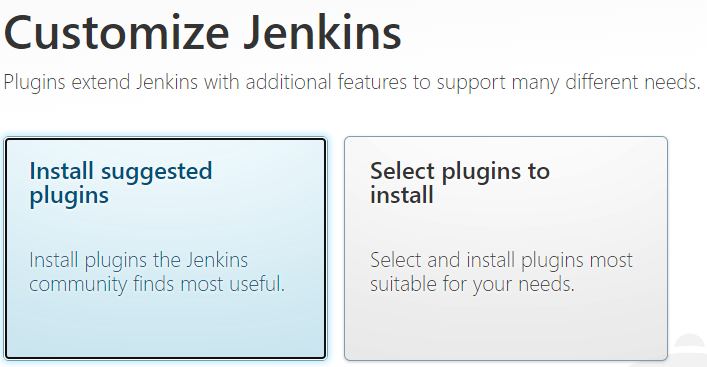 Customize Jenkins
Plugins extend Jenkins with additional features to support many different needs.
Install suggested
plugins
Install plugins the Jenkins
community finds most useful.
Select plugins to
install
Select and install plugins most
suitable for your needs.